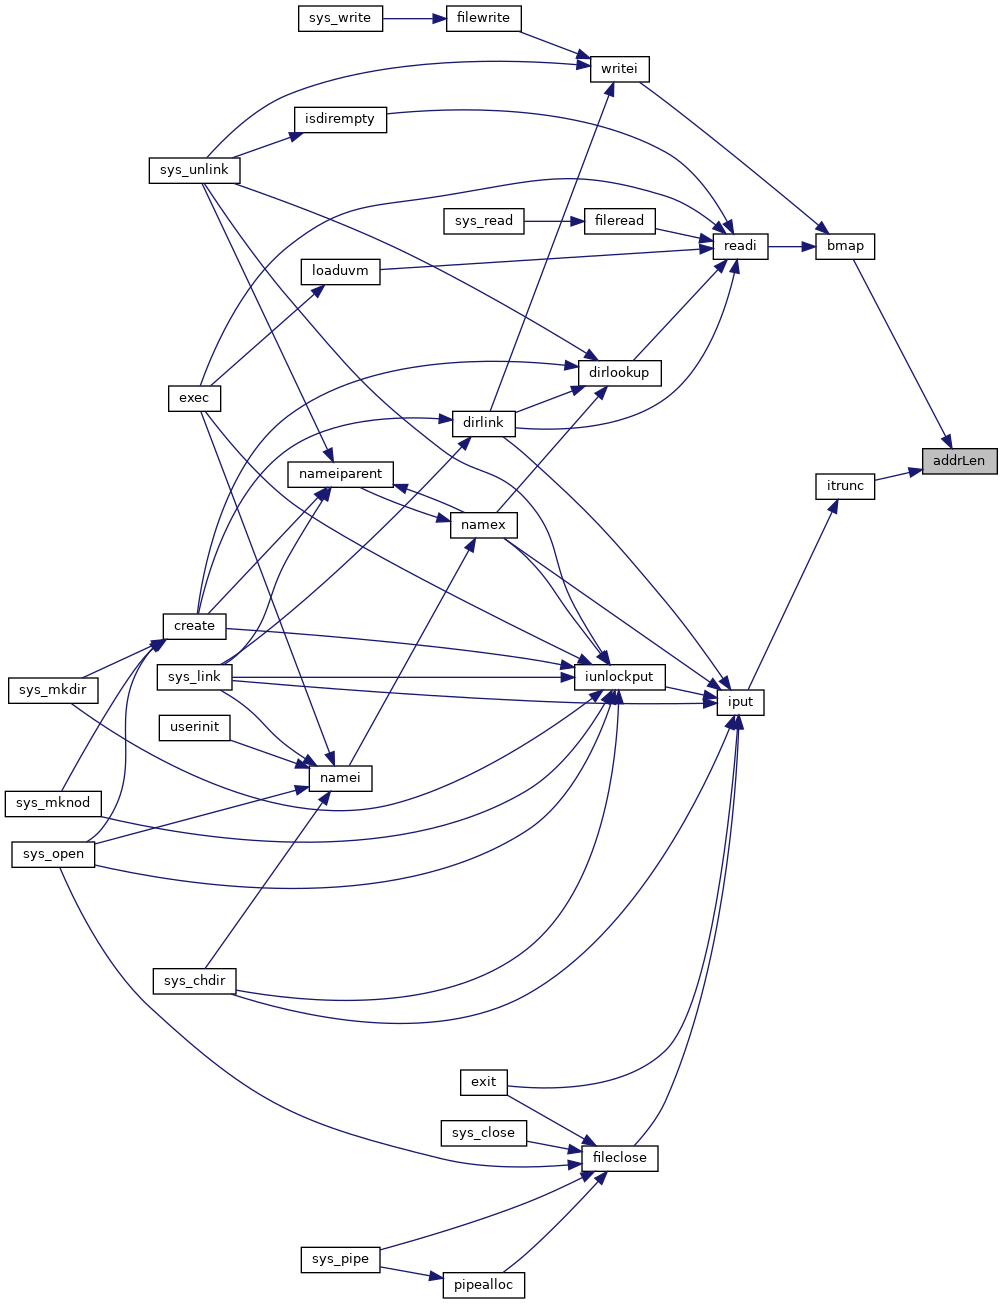 sys_write
filewrite
writei
isdirempty
sys_unlink
sys_read
fileread
readi
bmap
loaduvm
dirlookup
exec
dirlink
addrLen
nameiparent
itrunc
namex
create
sys_link
iunlockput
sys_mkdir
iput
userinit
namei
sys_mknod
sys_open
sys_chdir
exit
sys_close
fileclose
sys_pipe
pipealloc